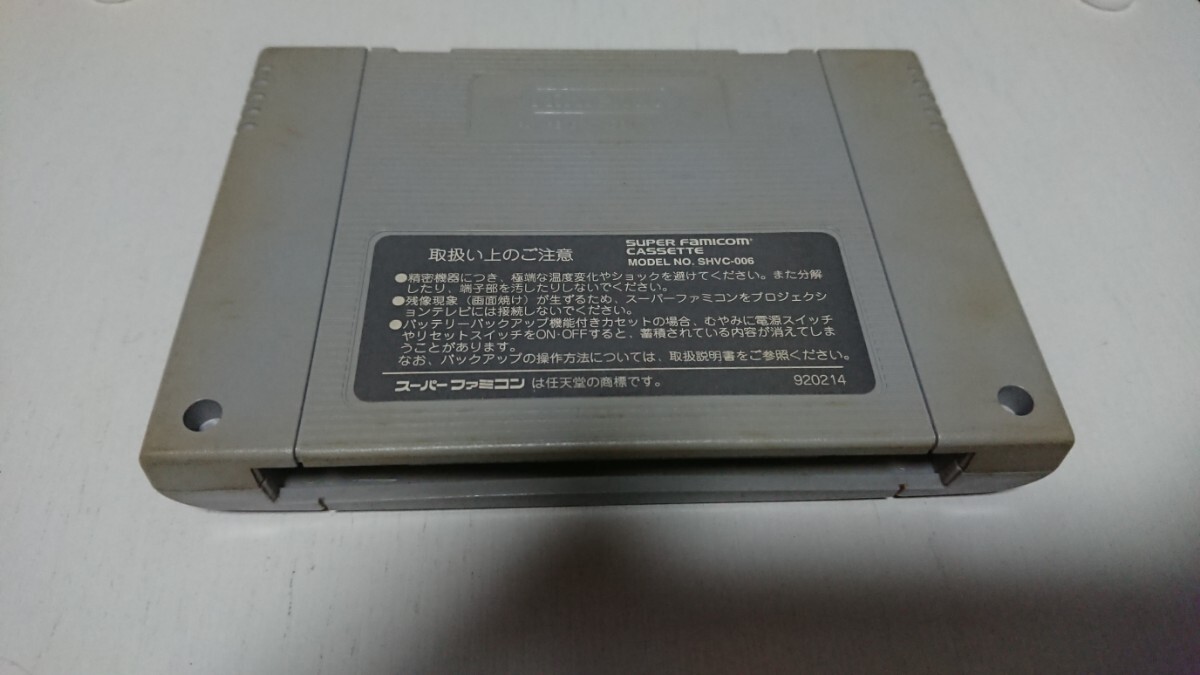 取扱い上のご注意
SUPER FAMICOM
CASSETTE
MODEL NO. SHVC-006
●精密機器につき、極端な温度変化やショックを避けてください。また分解
したり、端子部を汚したりしないでください。
●残像現象（画面焼け）が生ずるため、スーパーファミコンをプロジェクシ
ョンテレビには接続しないでください。
●バッテリーバックアップ機能付きカセットの場合、むやみに電源スイッチ
やリセットスイッチをON・OFFすると、蓄積されている内容が消えてしま
うことがあります。
なお、バックアップの操作方法については、取扱説明書をご参照ください。
スーパーファミコン は任天堂の商標です。
920214